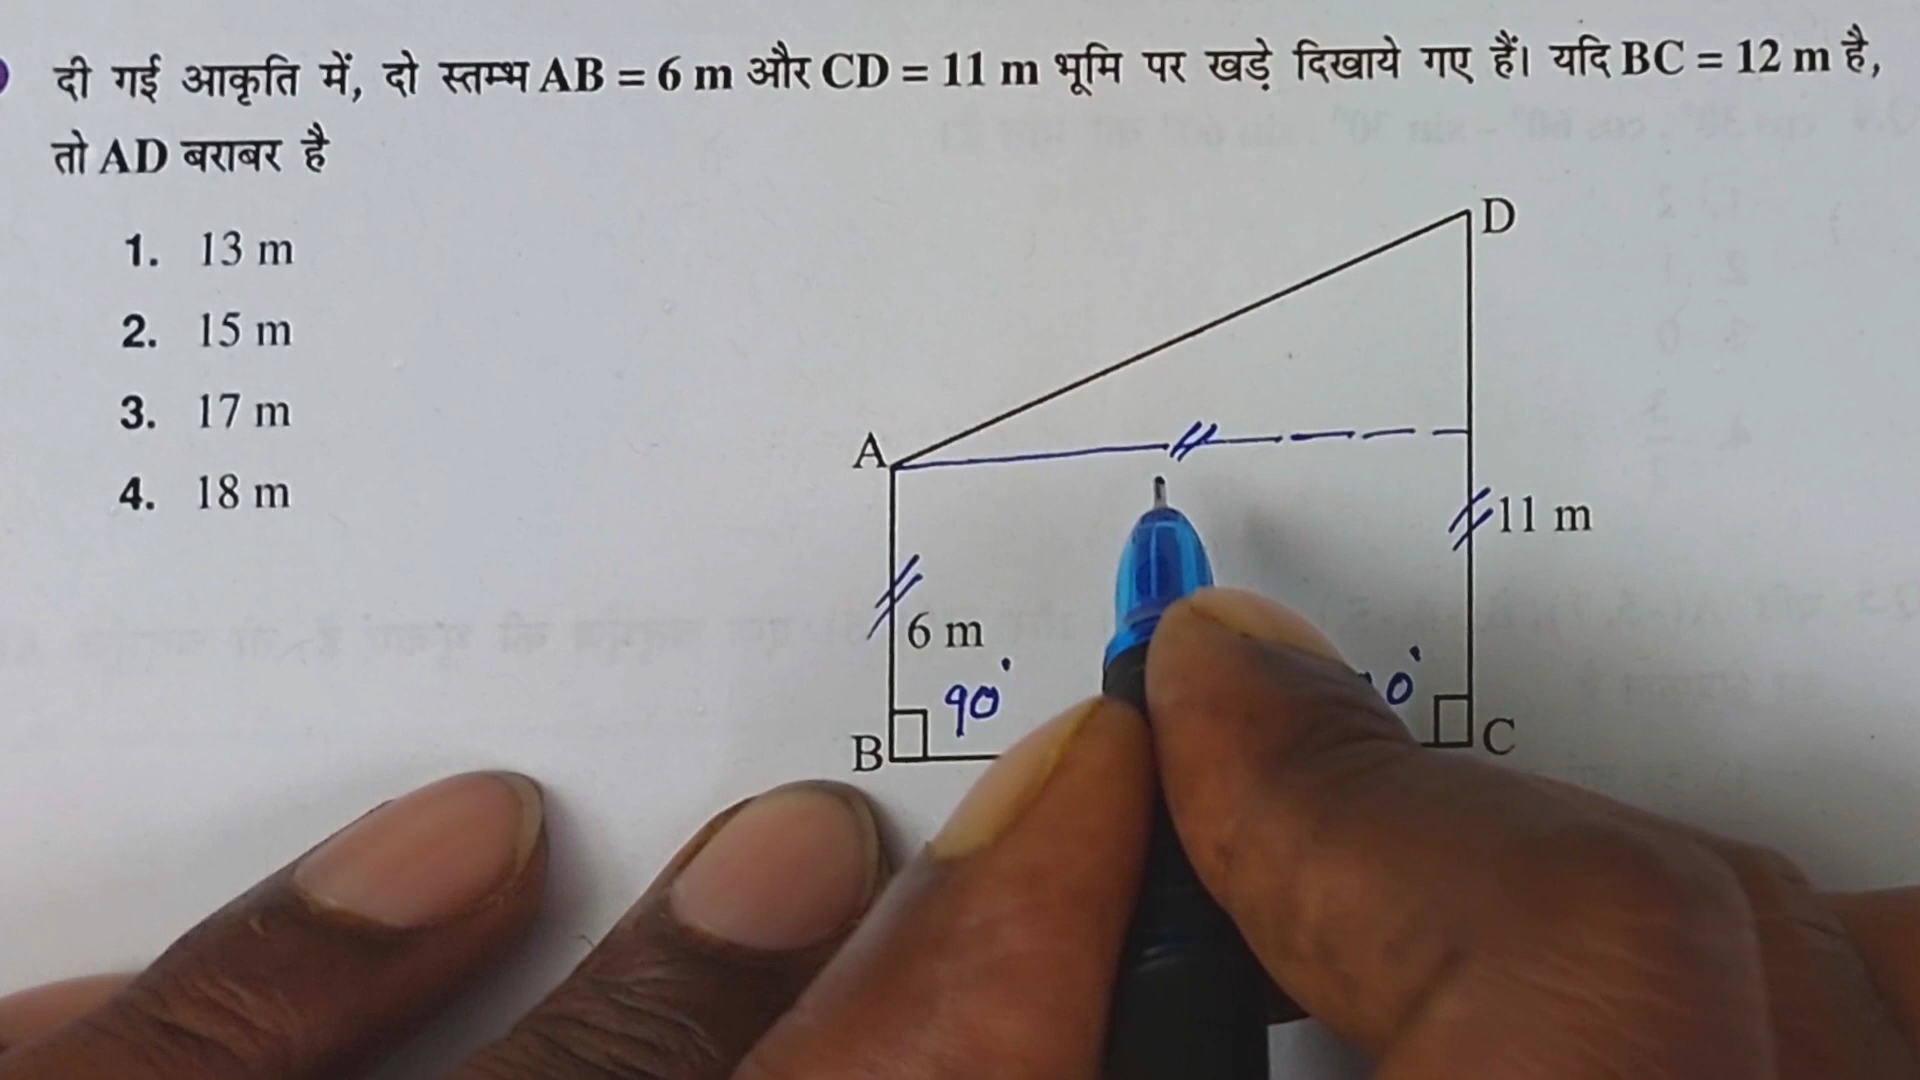 दी गई आकृति में, दो स्तम्भ AB = 6 m और CD = 11 m भूमि पर खड़े दिखाये गए हैं। यदि BC = 12 m है,
तो AD बराबर है
1. 13 m
2. 15 m
3. 17 m
4. 18 m
D
A
11 m
6 m
90°
0°
B
C